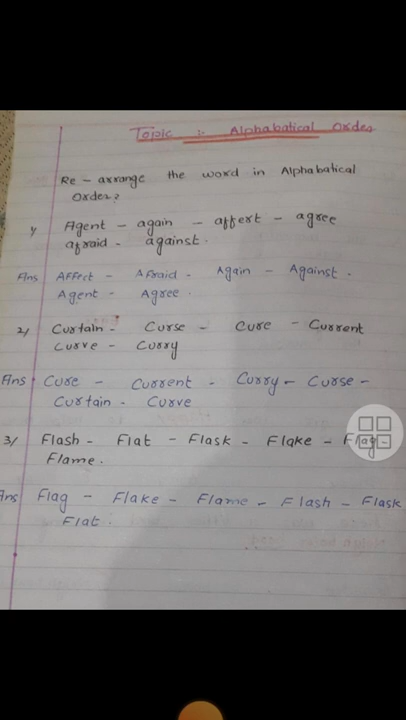 Topic :- Alphabatical Order
Re-arrange the word in Alphabatical
Order?
1/ Agent - again - affert - agree
afraid - against.
Ans Affect - Afraid - Again - Against -
Agent - Agree.
2/ Curtain - Curse - Cure - Current
Curve - Curry
Ans Cure - Current - Curry - Curse -
Curtain - Curve
3/ Flash - Flat - Flask - Flake - Flag -
Flame.
Ans Flag - Flake - Flame - Flash - Flask
Flat.